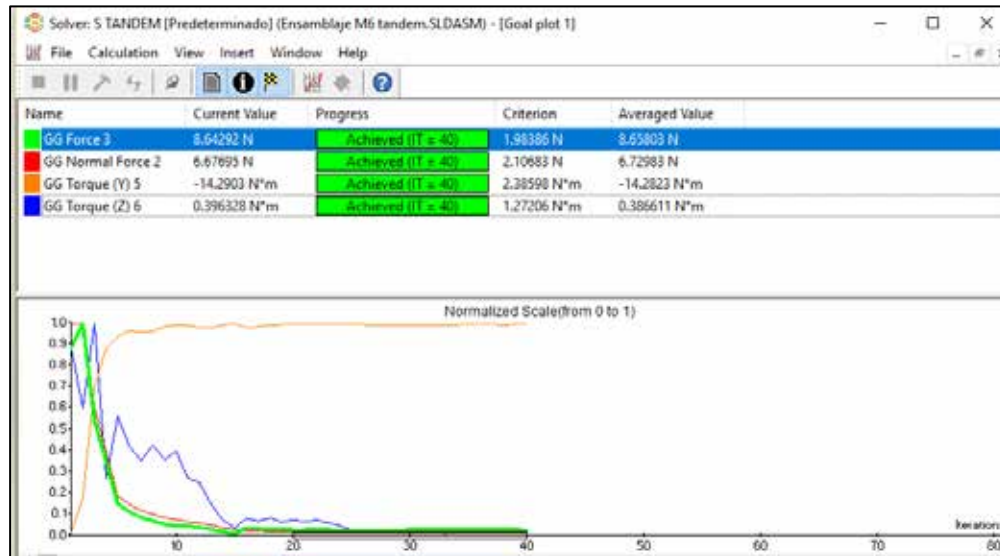 Solver: S TANDEM [Predeterminado] (Ensamblaje M6 tandem.SLDASM) - [Goal plot 1]
File Calculation View Insert Window Help
Name Current Value Progress Criterion Averaged Value
GG Force 3 8.64292 N Achieved (IT = 40) 1.98386 N 8.65803 N
GG Normal Force 2 6.67695 N Achieved (IT = 40) 2.10683 N 6.72983 N
GG Torque (Y) 5 -14.2903 N*m Achieved (IT = 40) 2.38598 N*m -14.2823 N*m
GG Torque (Z) 6 0.396328 N*m Achieved (IT = 40) 1.27206 N*m 0.386611 N*m
Normalized Scale(from 0 to 1)
1.0
0.9
0.8
0.7
0.6
0.5
0.4
0.3
0.2
0.1
0.0
Iterations
10 20 30 40 50 60 70 80